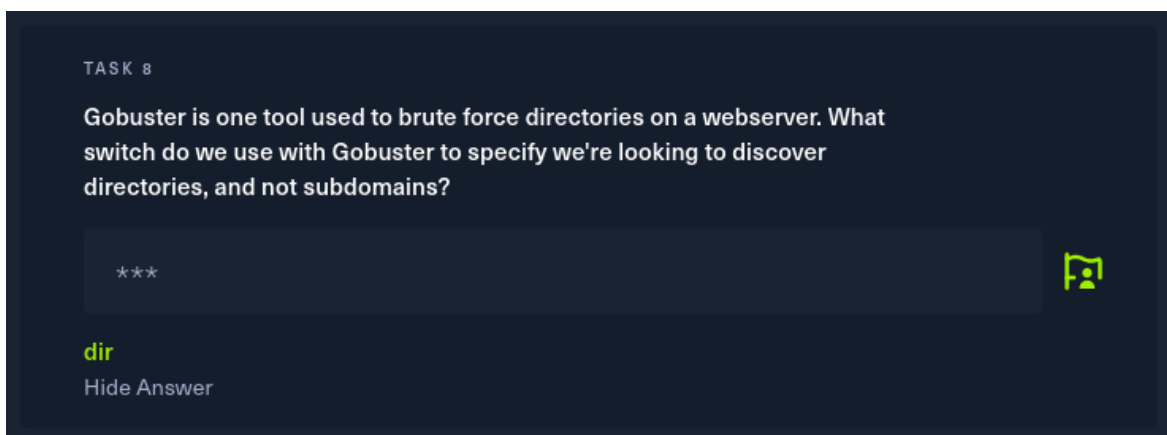 TASK 8
Gobuster is one tool used to brute force directories on a webserver. What
switch do we use with Gobuster to specify we're looking to discover
directories, and not subdomains?
***
dir
Hide Answer